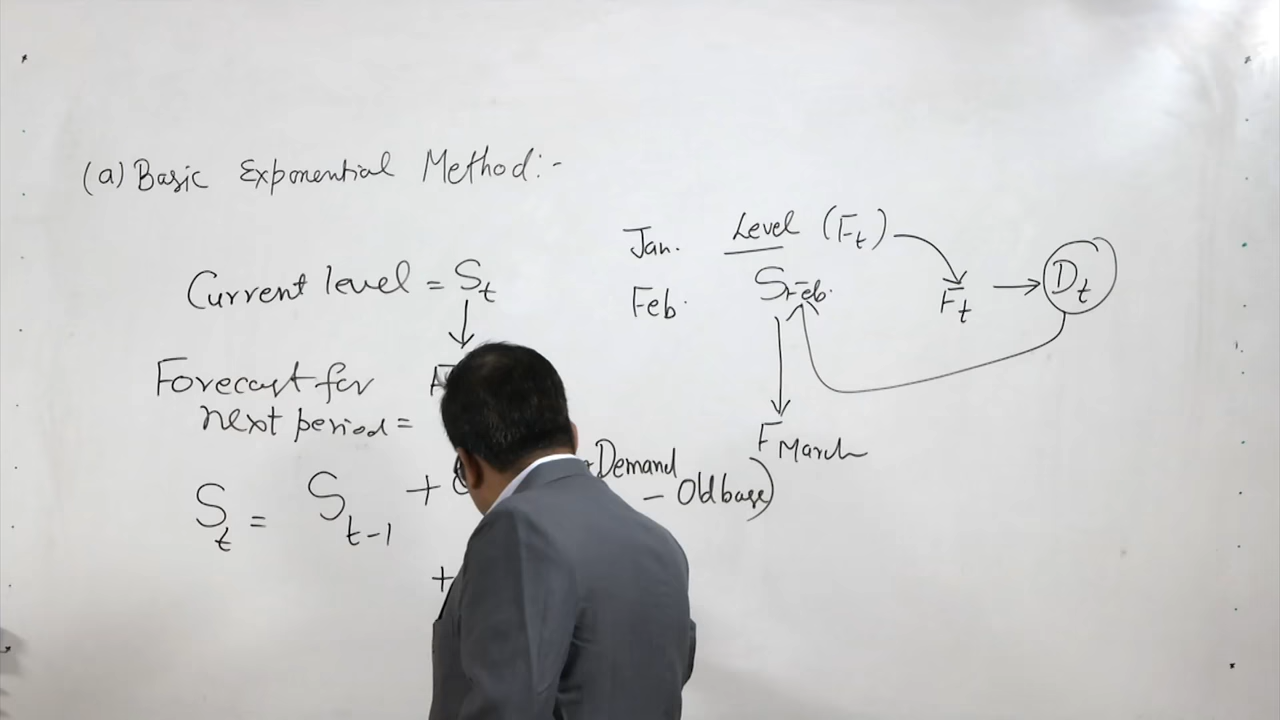 (a) Basic Exponential Method:-
Current level = St
Forecast for
next period =
St = St-1 +
Demand
- Old base)
+
Jan. Level (Ft)
Feb. SFeb. Ft → Dt
FMarch